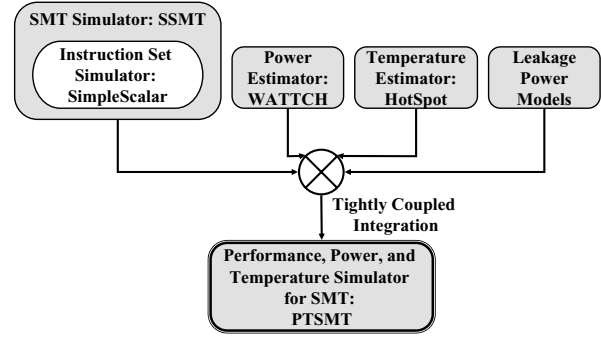 SMT Simulator: SSMT
Instruction Set
Simulator:
SimpleScalar
Power
Estimator:
WATTCH
Temperature
Estimator:
HotSpot
Leakage
Power
Models
Tightly Coupled
Integration
Performance, Power, and
Temperature Simulator
for SMT:
PTSMT